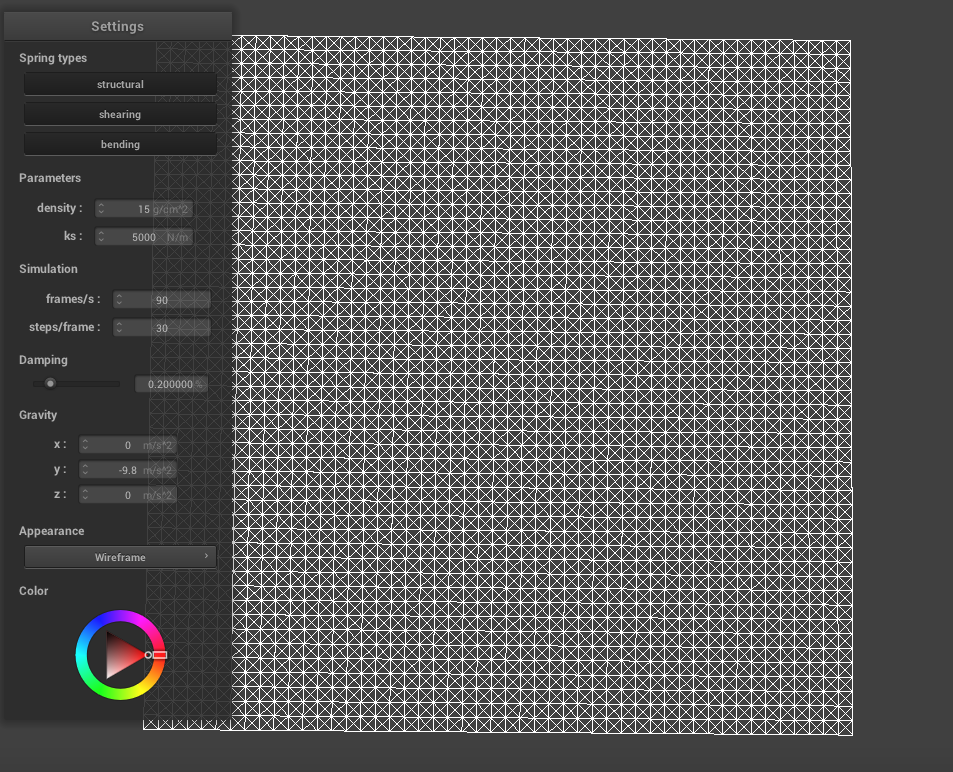 Settings
Spring types
structural
shearing
bending
Parameters
density : 15 g/cm^2
ks : 5000 N/m
Simulation
frames/s : 90
steps/frame : 30
Damping
0.200000 %
Gravity
x : 0 m/s^2
y : -9.8 m/s^2
z : 0 m/s^2
Appearance
Wireframe
Color